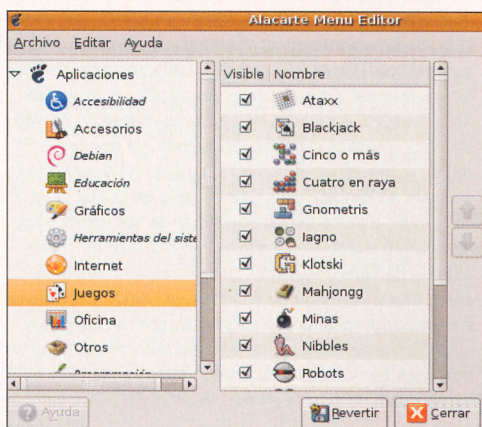 Alacarte Menu Editor
Archivo Editar Ayuda
Aplicaciones
Accesibilidad
Accesorios
Debian
Educación
Gráficos
Herramientas del siste
Internet
Juegos
Oficina
Otros
Programación
Visible Nombre
Ataxx
Blackjack
Cinco o más
Cuatro en raya
Gnometris
Iagno
Klotski
Mahjongg
Minas
Nibbles
Robots
Ayuda
Revertir
Cerrar